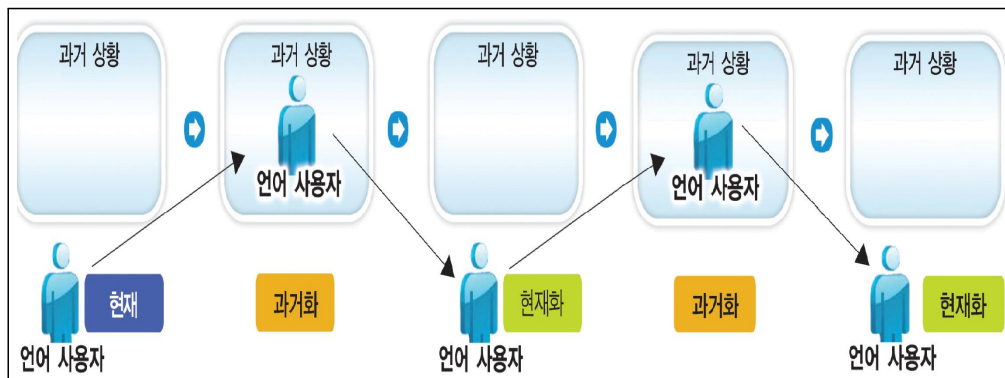 과거 상황
과거 상황
과거 상황
과거 상황
과거 상황
언어 사용자
언어 사용자
현재
과거화
현재화
과거화
현재화
언어 사용자
언어 사용자
언어 사용자